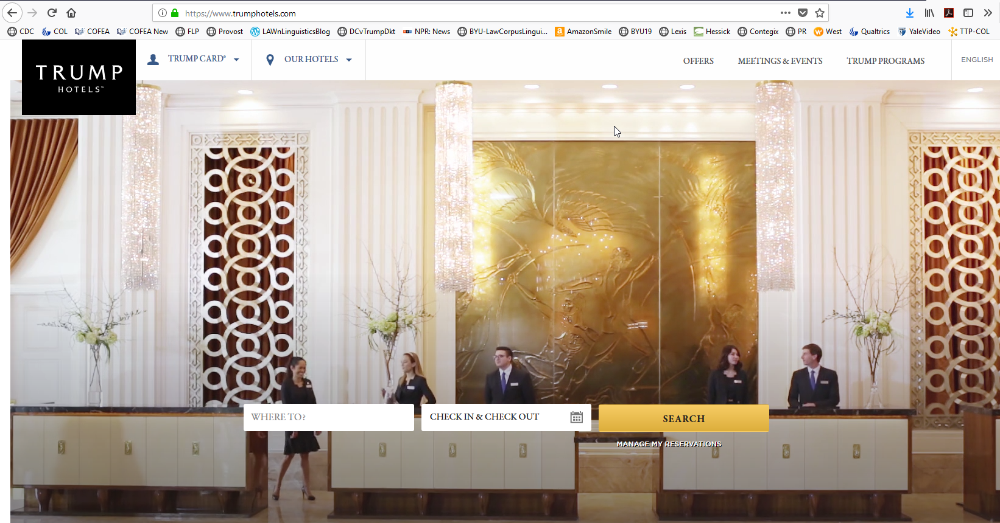 https://www.trumphotels.com
CDC COL COFEA COFEA New FLP Provost LAWnLinguisticsBlog DCvTrumpDkt NPR: News BYU-LawCorpusLingui... AmazonSmile BYU19 Lexis Hessick Contegix PR West Qualtrics YaleVideo TTP-COL
TRUMP
HOTELS™
TRUMP CARD®
OUR HOTELS
OFFERS
MEETINGS & EVENTS
TRUMP PROGRAMS
ENGLISH
WHERE TO?
CHECK IN & CHECK OUT
SEARCH
MANAGE MY RESERVATIONS